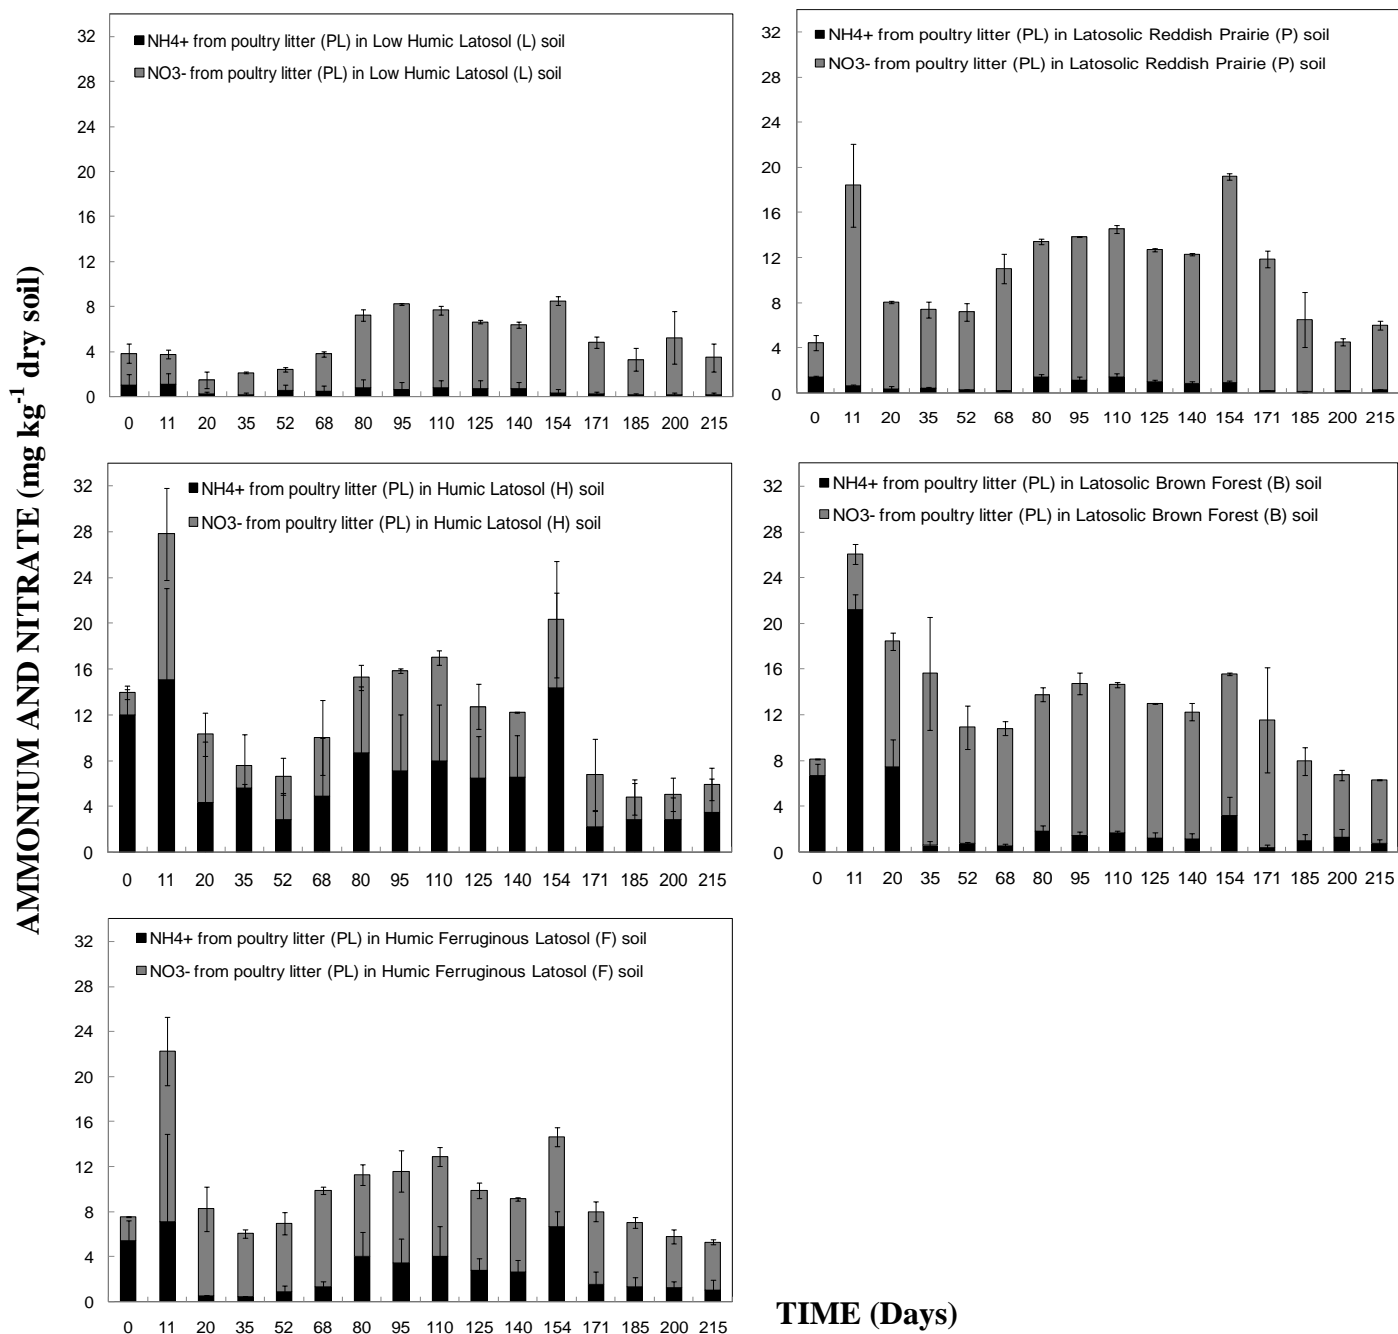 AMMONIUM AND NITRATE (mg kg-1 dry soil)
32
28
24
20
16
12
8
4
0
NH4+ from poultry litter (PL) in Low Humic Latosol (L) soil
NO3- from poultry litter (PL) in Low Humic Latosol (L) soil
0 11 20 35 52 68 80 95 110 125 140 154 171 185 200 215
32
28
24
20
16
12
8
4
0
NH4+ from poultry litter (PL) in Latosolic Reddish Prairie (P) soil
NO3- from poultry litter (PL) in Latosolic Reddish Prairie (P) soil
0 11 20 35 52 68 80 95 110 125 140 154 171 185 200 215
32
28
24
20
16
12
8
4
0
NH4+ from poultry litter (PL) in Humic Latosol (H) soil
NO3- from poultry litter (PL) in Humic Latosol (H) soil
0 11 20 35 52 68 80 95 110 125 140 154 171 185 200 215
32
28
24
20
16
12
8
4
0
NH4+ from poultry litter (PL) in Latosolic Brown Forest (B) soil
NO3- from poultry litter (PL) in Latosolic Brown Forest (B) soil
0 11 20 35 52 68 80 95 110 125 140 154 171 185 200 215
32
28
24
20
16
12
8
4
0
NH4+ from poultry litter (PL) in Humic Ferruginous Latosol (F) soil
NO3- from poultry litter (PL) in Humic Ferruginous Latosol (F) soil
0 11 20 35 52 68 80 95 110 125 140 154 171 185 200 215
TIME (Days)